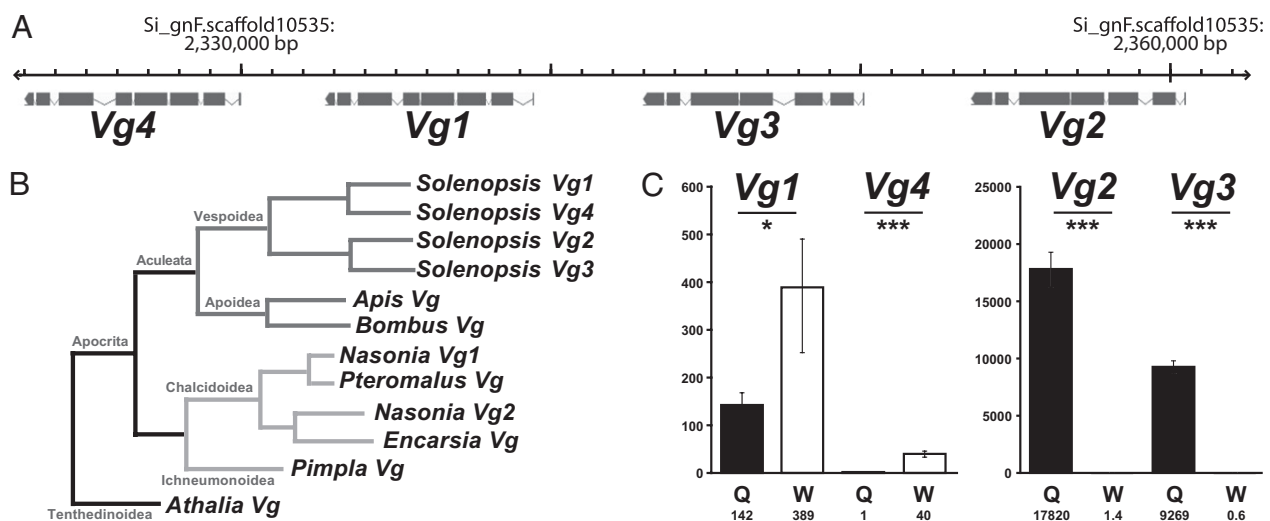 A
Si_gnF.scaffold10535:
2,330,000 bp
Si_gnF.scaffold10535:
2,360,000 bp
Vg4 Vg1 Vg3 Vg2
B
Solenopsis Vg1
Vespoidea
Solenopsis Vg4
Solenopsis Vg2
Aculeata
Solenopsis Vg3
Apoidea
Apis Vg
Bombus Vg
Apocrita
Nasonia Vg1
Chalcidoidea
Pteromalus Vg
Nasonia Vg2
Encarsia Vg
Pimpla Vg
Ichneumonoidea
Athalia Vg
Tenthedinoidea
C
Vg1 Vg4
* ***
600
500
400
300
200
100
0
Q W Q W
142 389 1 40
Vg2 Vg3
*** ***
25000
20000
15000
10000
5000
0
Q W Q W
17820 1.4 9269 0.6